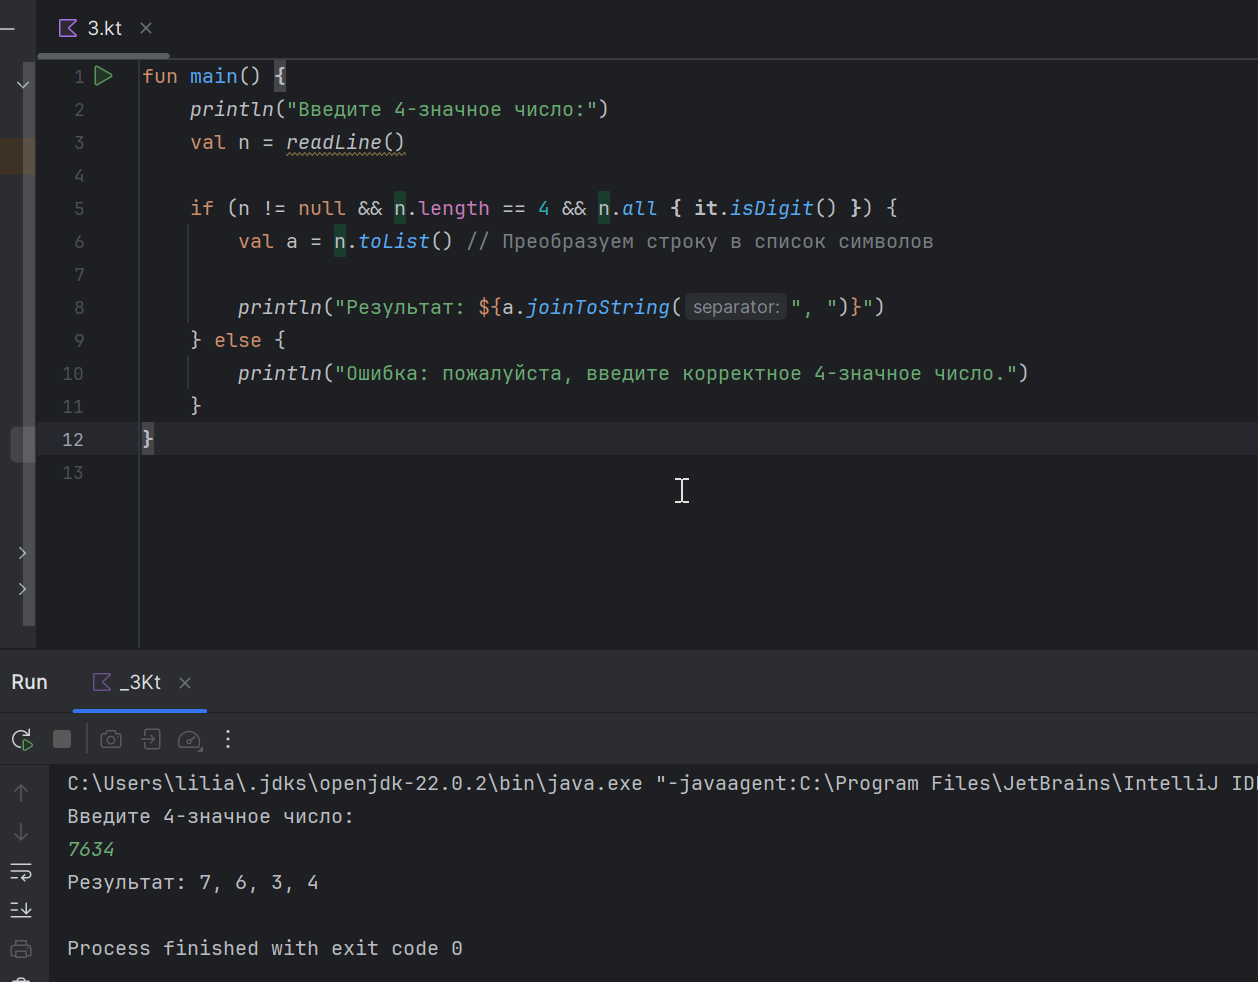 3.kt
1 fun main() {
2 println("Введите 4-значное число:")
3 val n = readLine()
4
5 if (n != null && n.length == 4 && n.all { it.isDigit() }) {
6 val a = n.toList() // Преобразуем строку в список символов
7
8 println("Результат: ${a.joinToString( separator: ", ")}")
9 } else {
10 println("Ошибка: пожалуйста, введите корректное 4-значное число.")
11 }
12 }
13
Run _3Kt
C:\Users\lilia\.jdks\openjdk-22.0.2\bin\java.exe "-javaagent:C:\Program Files\JetBrains\IntelliJ
Введите 4-значное число:
7634
Результат: 7, 6, 3, 4
Process finished with exit code 0